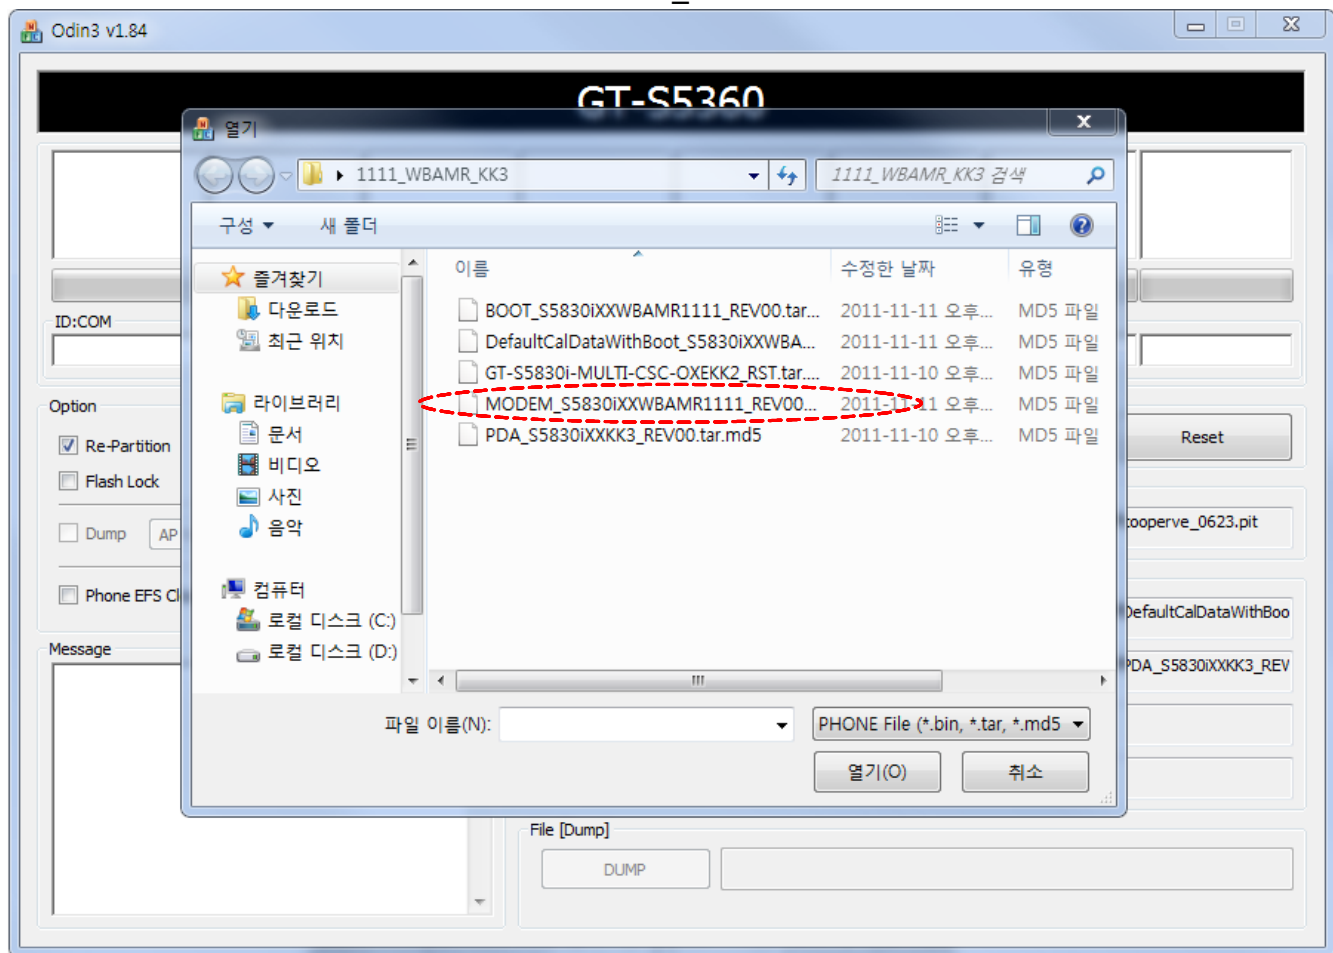 Odin3 v1.84
GT-S5360
열기
1111_WBAMR_KK3
1111_WBAMR_KK3 검색
구성
새 폴더
즐겨찾기
다운로드
최근 위치
라이브러리
문서
비디오
사진
음악
컴퓨터
로컬 디스크 (C:)
로컬 디스크 (D:)
이름 수정한 날짜 유형
BOOT_S5830iXXWBAMR1111_REV00.tar... 2011-11-11 오후... MD5 파일
DefaultCalDataWithBoot_S5830iXXWBA... 2011-11-11 오후... MD5 파일
GT-S5830i-MULTI-CSC-OXEKK2_RST.tar.... 2011-11-10 오후... MD5 파일
MODEM_S5830iXXWBAMR1111_REV00... 2011-11-11 오후... MD5 파일
PDA_S5830iXXKK3_REV00.tar.md5 2011-11-10 오후... MD5 파일
파일 이름(N):
PHONE File (*.bin, *.tar, *.md5
열기(O)
취소
ID:COM
Option
Re-Partition
Flash Lock
Dump
AP
Phone EFS Cl
Message
Reset
cooperve_0623.pit
DefaultCalDataWithBoo
PDA_S5830iXXKK3_REV
File [Dump]
DUMP